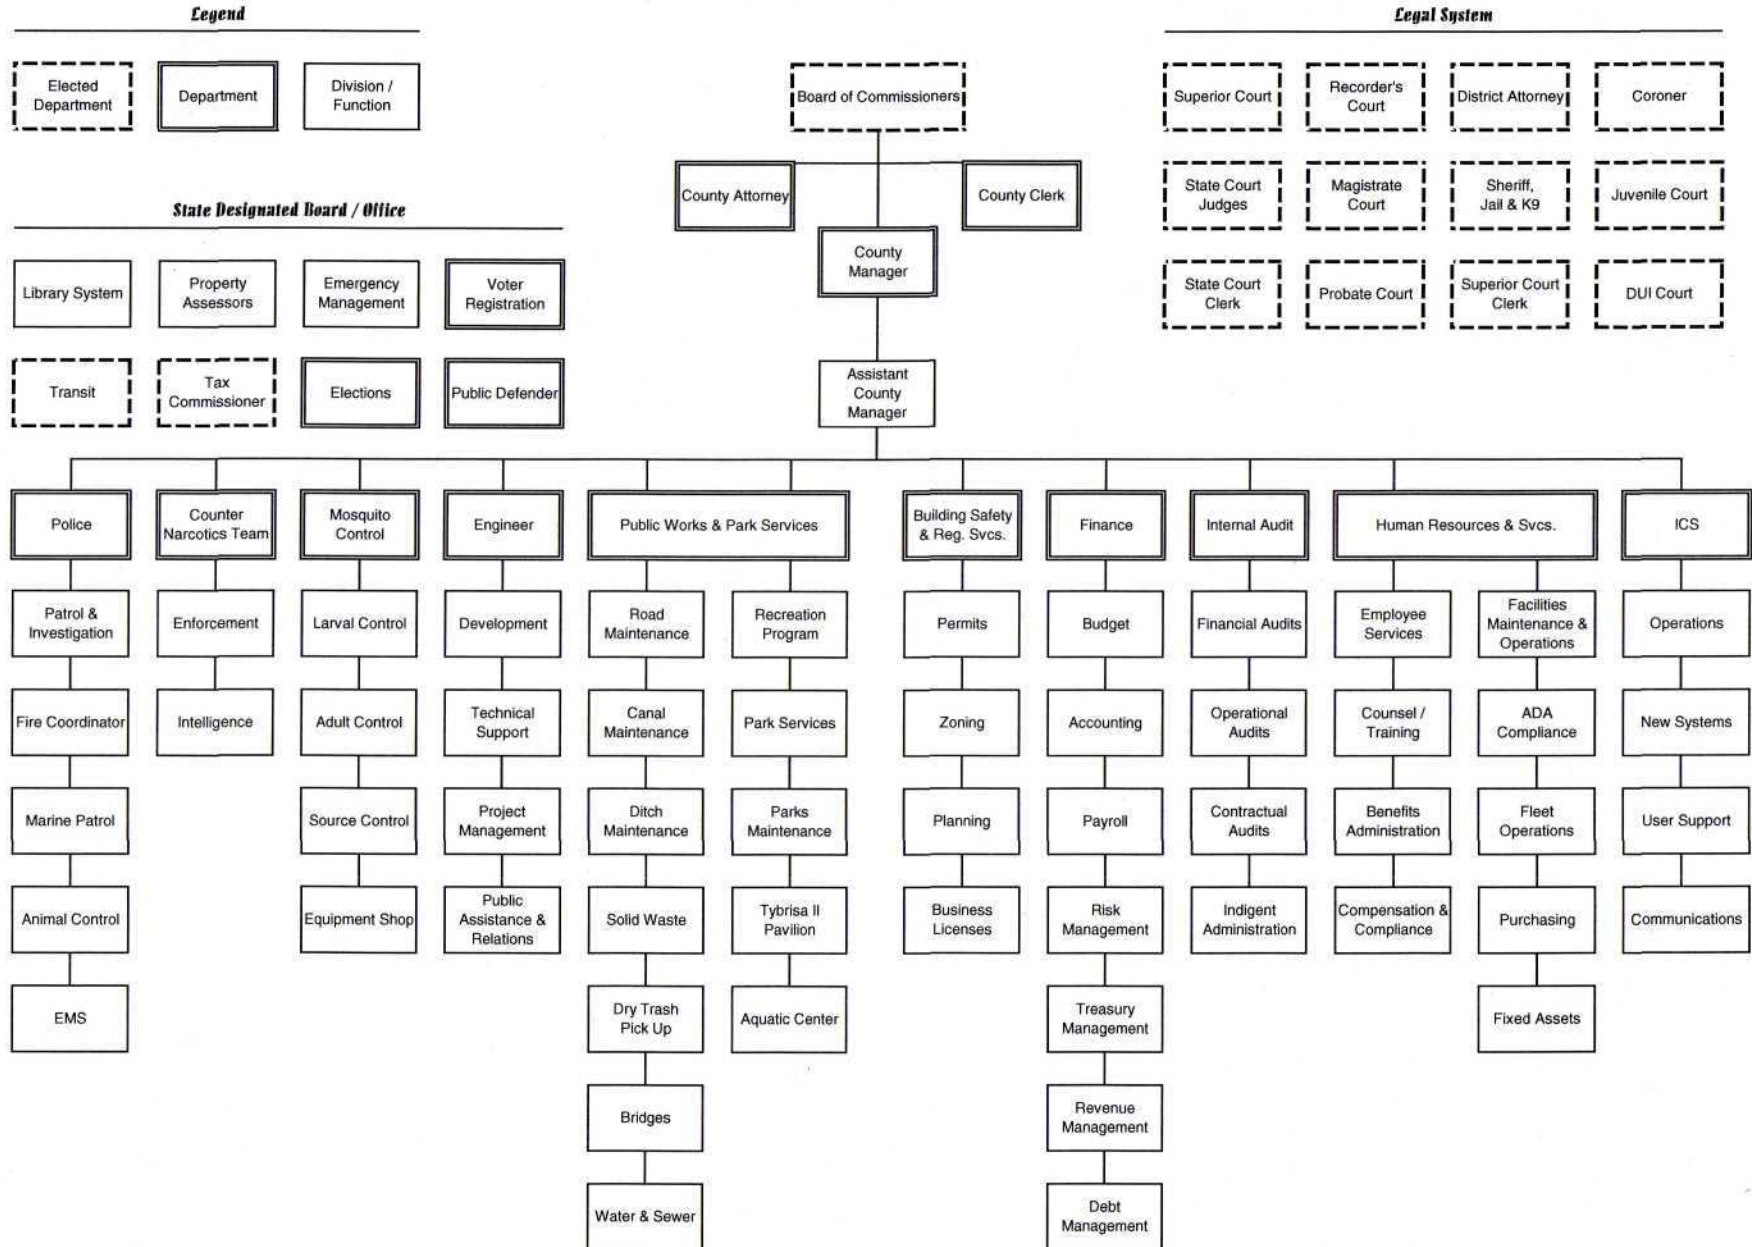 Legend
Elected
Department
Department
Division /
Function
State Designated Board / Office
Library System
Property
Assessors
Emergency
Management
Voter
Registration
Transit
Tax
Commissioner
Elections
Public Defender
Board of Commissioners
County Attorney
County Clerk
County
Manager
Assistant
County
Manager
Legal System
Superior Court
Recorder's
Court
District Attorney
Coroner
State Court
Judges
Magistrate
Court
Sheriff,
Jail & K9
Juvenile Court
State Court
Clerk
Probate Court
Superior Court
Clerk
DUI Court
Police
Patrol &
Investigation
Fire Coordinator
Marine Patrol
Animal Control
EMS
Counter
Narcotics Team
Enforcement
Intelligence
Mosquito
Control
Larval Control
Adult Control
Source Control
Equipment Shop
Engineer
Development
Technical
Support
Project
Management
Public
Assistance &
Relations
Public Works & Park Services
Road
Maintenance
Canal
Maintenance
Ditch
Maintenance
Solid Waste
Dry Trash
Pick Up
Bridges
Water & Sewer
Recreation
Program
Park Services
Parks
Maintenance
Tybrisa II
Pavilion
Aquatic Center
Building Safety
& Reg. Svcs.
Permits
Zoning
Planning
Business
Licenses
Finance
Budget
Accounting
Payroll
Risk
Management
Treasury
Management
Revenue
Management
Debt
Management
Internal Audit
Financial Audits
Operational
Audits
Contractual
Audits
Indigent
Administration
Human Resources & Svcs.
Employee
Services
Counsel /
Training
Benefits
Administration
Compensation &
Compliance
Facilities
Maintenance &
Operations
ADA
Compliance
Fleet
Operations
Purchasing
Fixed Assets
ICS
Operations
New Systems
User Support
Communications